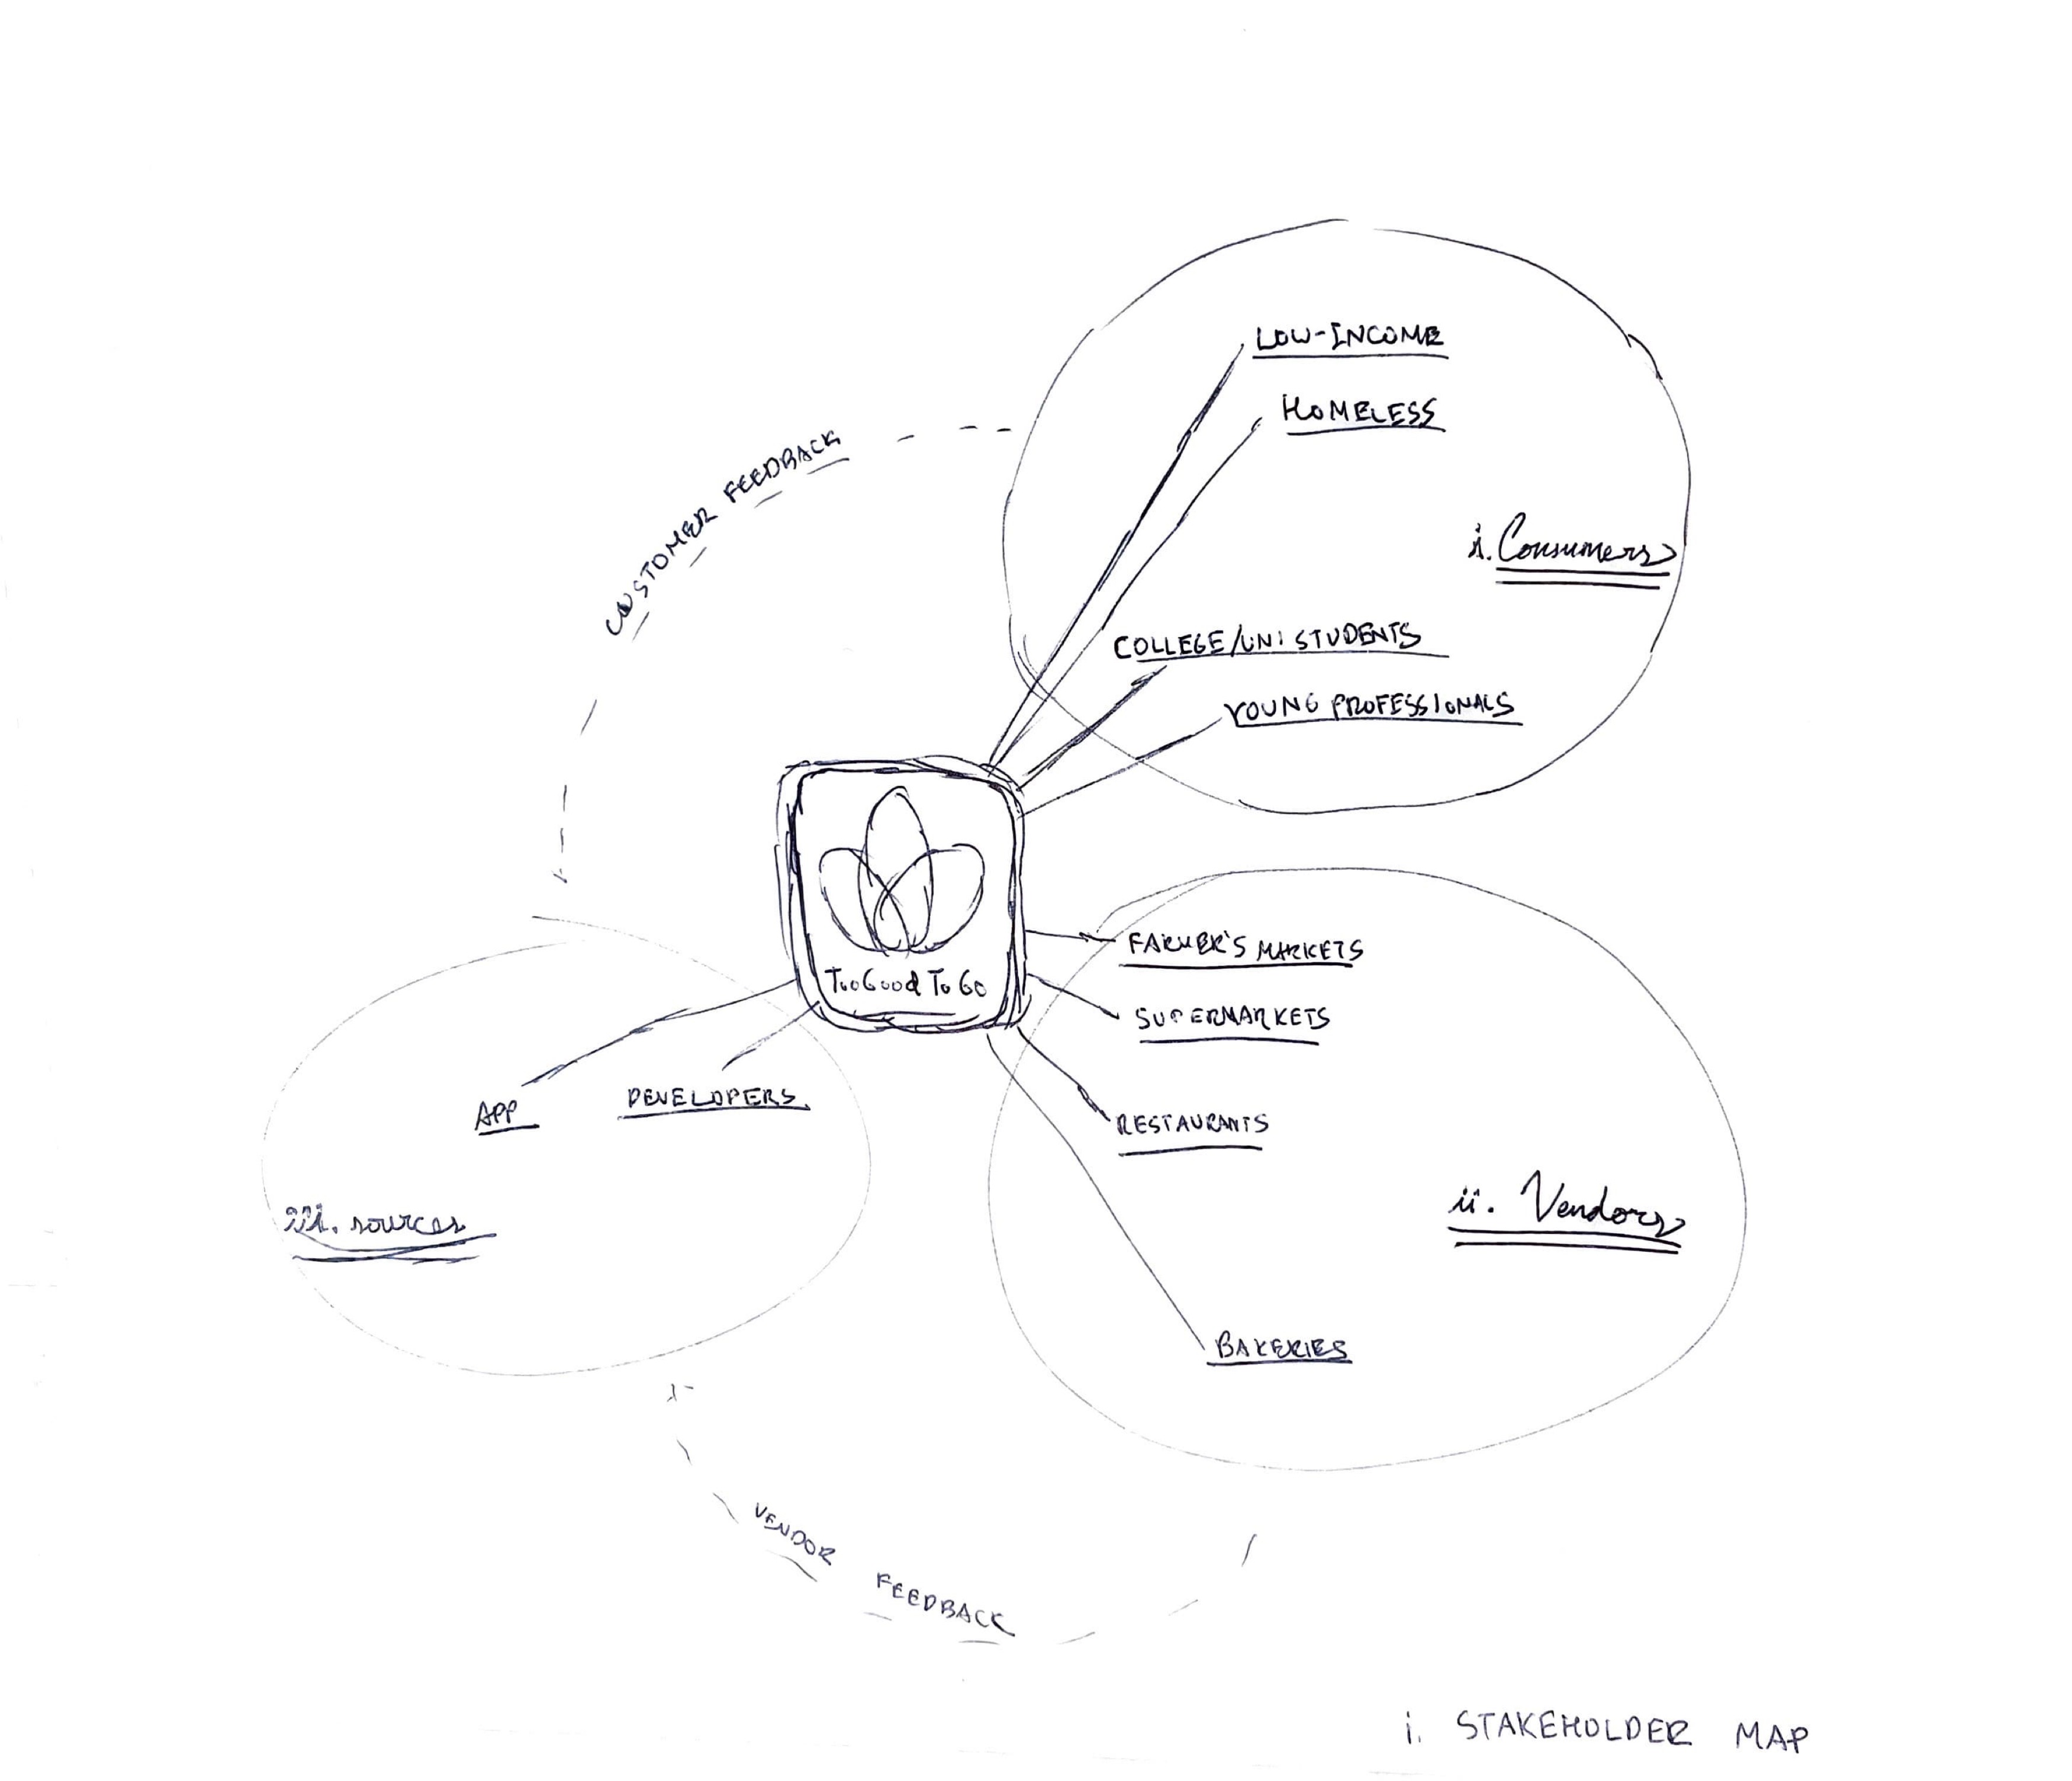 LOW-INCOME
HOMELESS
i. Consumers
COLLEGE/UNI STUDENTS
YOUNG PROFESSIONALS
CUSTOMER FEEDBACK
TooGood To Go
FARMER'S MARKETS
SUPERMARKETS
RESTAURANTS
ii. Vendors
BAKERIES
APP
DEVELOPERS
iii. sources
VENDOR FEEDBACK
i. STAKEHOLDER MAP